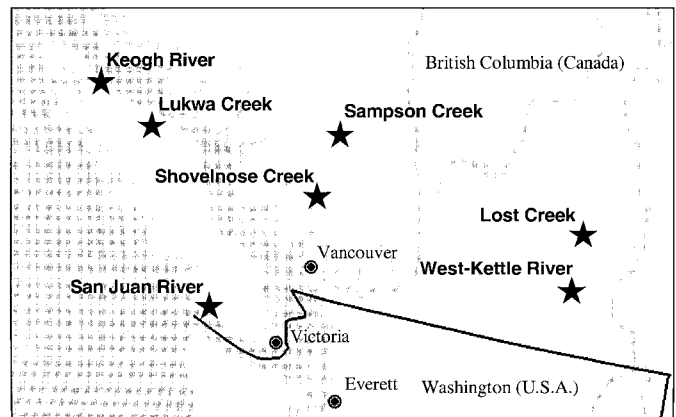 Keogh River
British Columbia (Canada)
Lukwa Creek
Sampson Creek
Shovelnose Creek
Lost Creek
Vancouver
West-Kettle River
San Juan River
Victoria
Everett
Washington (U.S.A.)